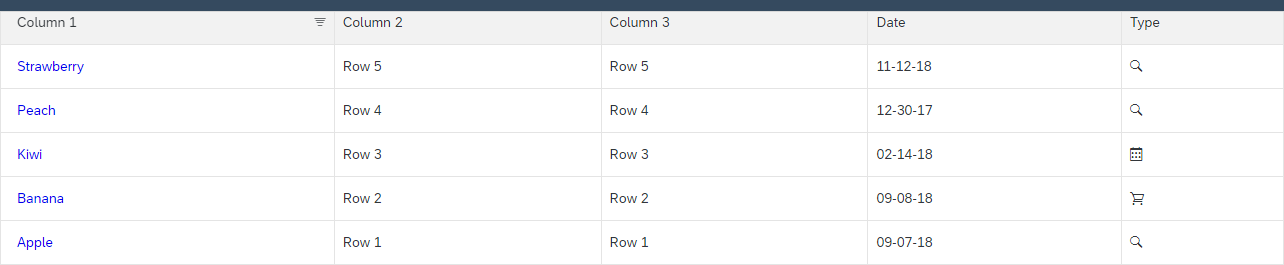 Column 1 Column 2 Column 3 Date Type
Strawberry Row 5 Row 5 11-12-18
Peach Row 4 Row 4 12-30-17
Kiwi Row 3 Row 3 02-14-18
Banana Row 2 Row 2 09-08-18
Apple Row 1 Row 1 09-07-18